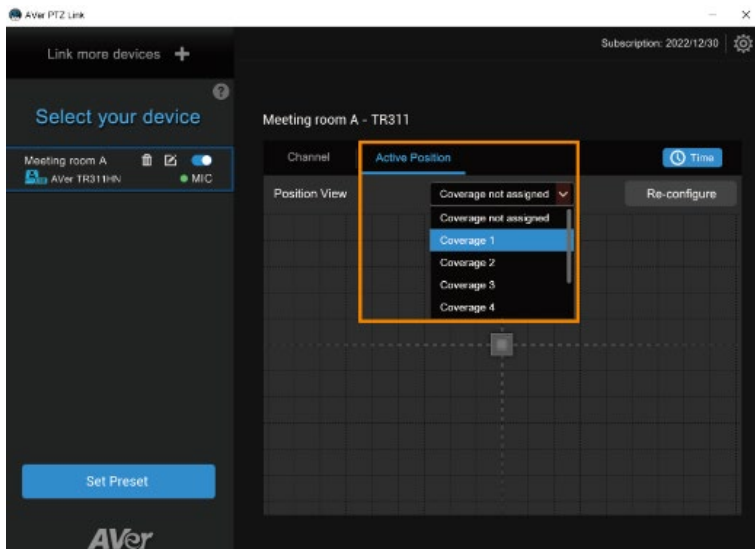 AVer PTZ Link
Link more devices +
Subscription: 2022/12/30
?
Select your device
Meeting room A - TR311
Meeting room A
AVer TR311HN
MIC
Channel
Active Position
Time
Position View
Coverage not assigned
Re-configure
Coverage not assigned
Coverage 1
Coverage 2
Coverage 3
Coverage 4
Set Preset
AVer